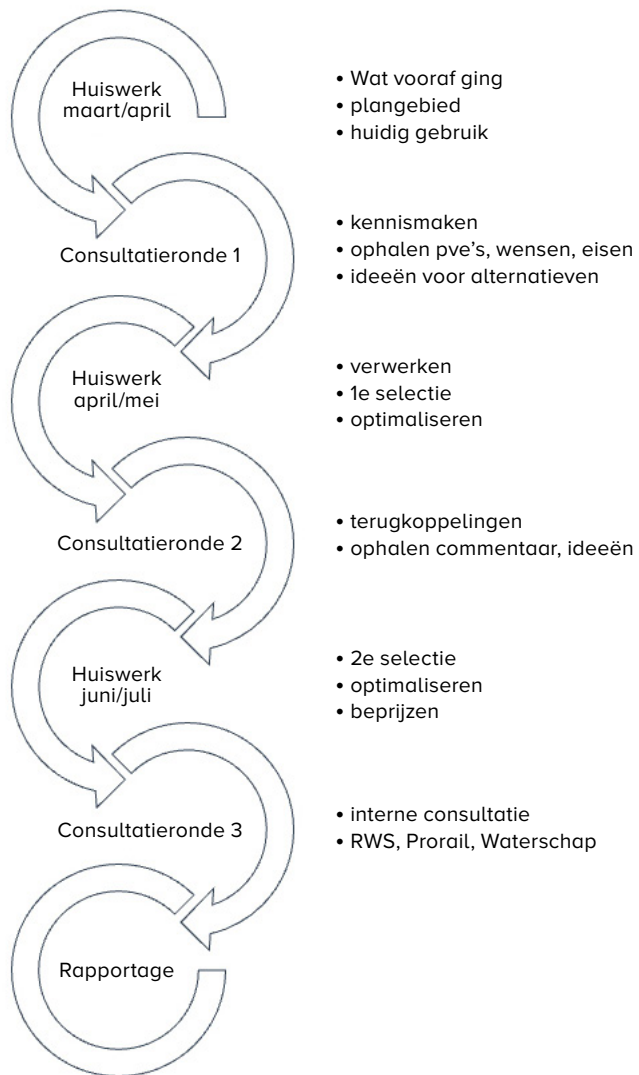 Huiswerk
maart/april
• Wat vooraf ging
• plangebied
• huidig gebruik
Consultatieronde 1
• kennismaken
• ophalen pve's, wensen, eisen
• ideeën voor alternatieven
Huiswerk
april/mei
• verwerken
• 1e selectie
• optimaliseren
Consultatieronde 2
• terugkoppelingen
• ophalen commentaar, ideeën
Huiswerk
juni/juli
• 2e selectie
• optimaliseren
• beprijzen
Consultatieronde 3
• interne consultatie
• RWS, Prorail, Waterschap
Rapportage